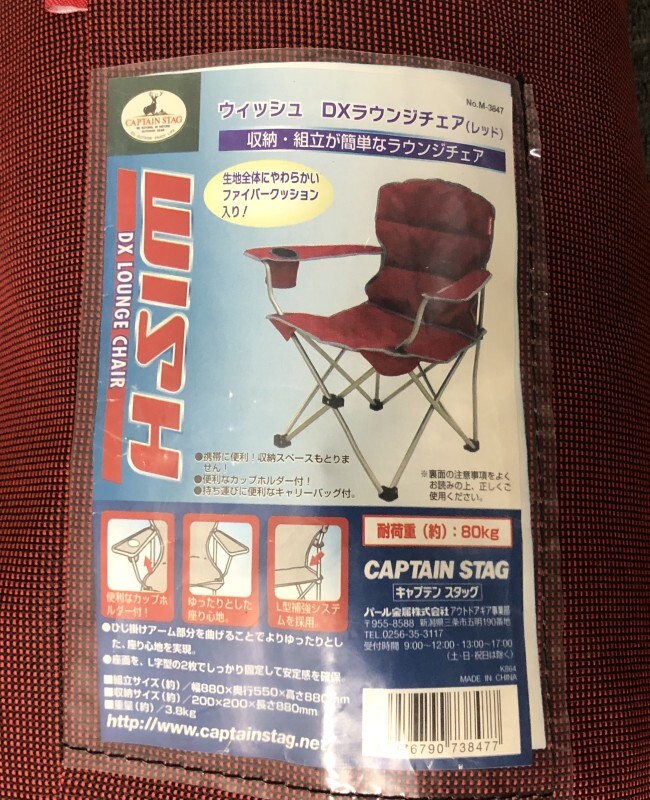 No.M-3847
CAPTAIN STAG
ウィッシュ DXラウンジチェア(レッド)
収納・組立が簡単なラウンジチェア
生地全体にやわらかい
ファイバークッション
入り!
WISH
DX LOUNGE CHAIR
●携帯に便利!収納スペースもとりま
せん!
●便利なカップホルダー付!
●持ち運びに便利なキャリーバッグ付。
※裏面の注意事項をよく
お読みの上、正しくご
使用ください。
便利なカップホ
ルダー付!
ゆったりとした
座り心地。
L型補強システ
ムを採用。
●ひじ掛けアーム部分を曲げることでよりゆったりとし
た、座り心地を実現。
●座面を、L字型の2枚でしっかり固定して安定感を確保。
■組立サイズ(約)/幅880×奥行550×高さ880mm
■収納サイズ(約)/200×200×長さ880mm
■重量(約)/3.8kg
http://www.captainstag.net
耐荷重(約):80kg
CAPTAIN STAG
キャプテン スタッグ
パール金属株式会社アウトドアギア事業部
〒955-8588 新潟県三条市五明190番地
TEL 0256-35-3117
受付時間 9:00~12:00・13:00~17:00
(土・日・祝日は除く)
K864
MADE IN CHINA
76790 738477